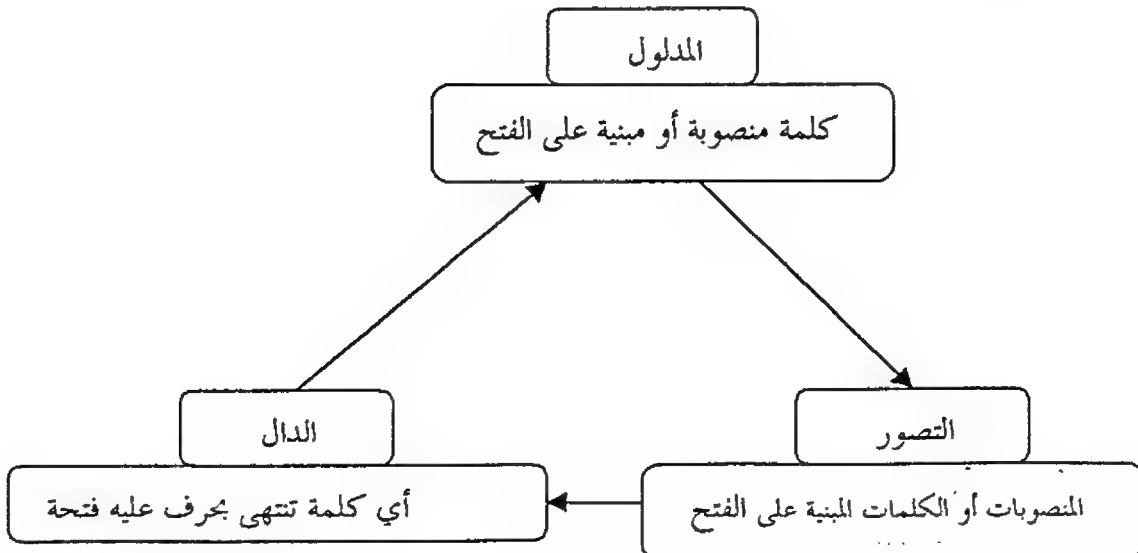 المدلول
كلمة منصوبة أو مبنية على الفتح
الدال
التصور
أي كلمة تنتهى بحرف عليه فتحة
المنصوبات أو الكلمات المبنية على الفتح